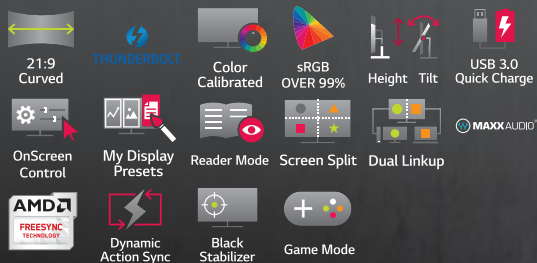 21:9
Curved
THUNDERBOLT
Color
Calibrated
sRGB
OVER 99%
Height Tilt
USB 3.0
Quick Charge
OnScreen
Control
My Display
Presets
Reader Mode
Screen Split
Dual Linkup
MAXXAUDIO®
AMD
FREESYNC
TECHNOLOGY
Dynamic
Action Sync
Black
Stabilizer
Game Mode